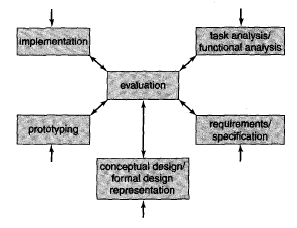 implementation
task analysis/
functional analysis
evaluation
prototyping
requirements/
specification
conceptual design/
formal design
representation